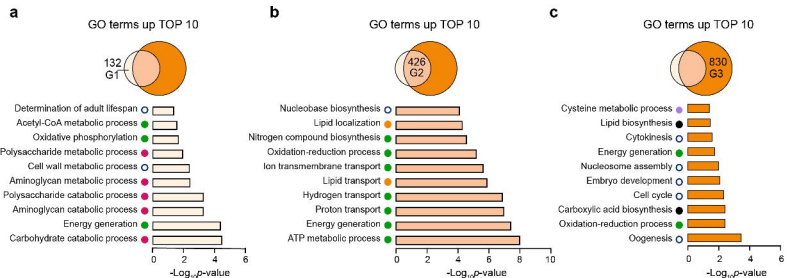 a
GO terms up TOP 10
132
G1
Determination of adult lifespan
Acetyl-CoA metabolic process
Oxidative phosphorylation
Polysaccharide metabolic process
Cell wall metabolic process
Aminoglycan metabolic process
Polysaccharide catabolic process
Aminoglycan catabolic process
Energy generation
Carbohydrate catabolic process
0 2 4 6
-Log₁₀p-value
b
GO terms up TOP 10
426
G2
Nucleobase biosynthesis
Lipid localization
Nitrogen compound biosynthesis
Oxidation-reduction process
Ion transmembrane transport
Lipid transport
Hydrogen transport
Proton transport
Energy generation
ATP metabolic process
0 2 4 6 8 10
-Log₁₀p-value
c
GO terms up TOP 10
830
G3
Cysteine metabolic process
Lipid biosynthesis
Cytokinesis
Energy generation
Nucleosome assembly
Embryo development
Cell cycle
Carboxylic acid biosynthesis
Oxidation-reduction process
Oogenesis
0 2 4 6
-Log₁₀p-value